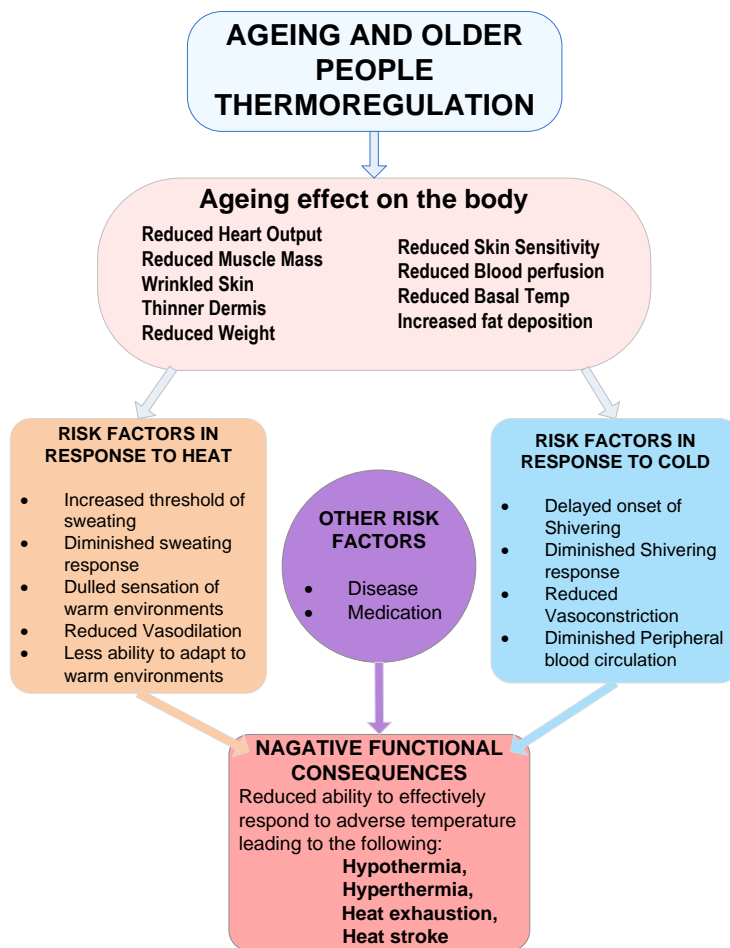 AGEING AND OLDER
PEOPLE
THERMOREGULATION
Ageing effect on the body
Reduced Heart Output
Reduced Muscle Mass
Wrinkled Skin
Thinner Dermis
Reduced Weight
Reduced Skin Sensitivity
Reduced Blood perfusion
Reduced Basal Temp
Increased fat deposition
RISK FACTORS IN
RESPONSE TO HEAT
• Increased threshold of
sweating
• Diminished sweating
response
• Dulled sensation of
warm environments
• Reduced Vasodilation
• Less ability to adapt to
warm environments
OTHER RISK
FACTORS
• Disease
• Medication
RISK FACTORS IN
RESPONSE TO COLD
• Delayed onset of
Shivering
• Diminished Shivering
response
• Reduced
Vasoconstriction
• Diminished Peripheral
blood circulation
NAGATIVE FUNCTIONAL
CONSEQUENCES
Reduced ability to effectively
respond to adverse temperature
leading to the following:
Hypothermia,
Hyperthermia,
Heat exhaustion,
Heat stroke